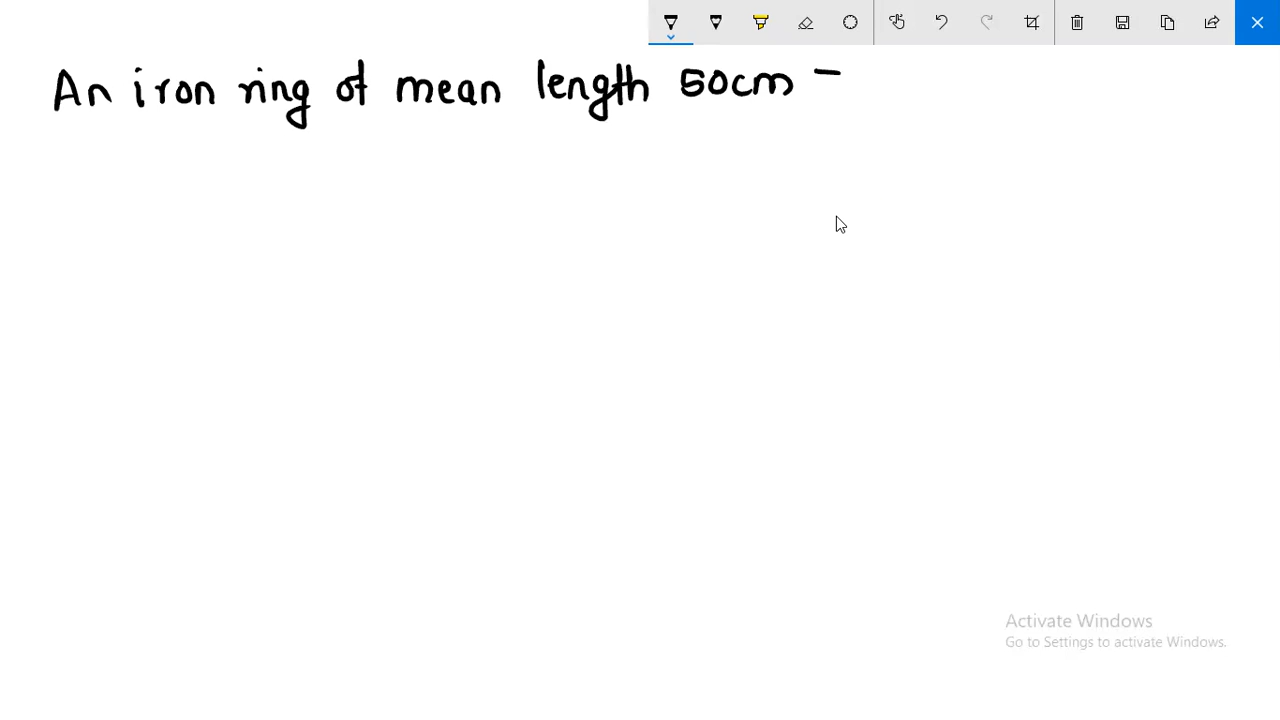 An iron ring of mean length 50cm -
Activate Windows
Go to Settings to activate Windows.